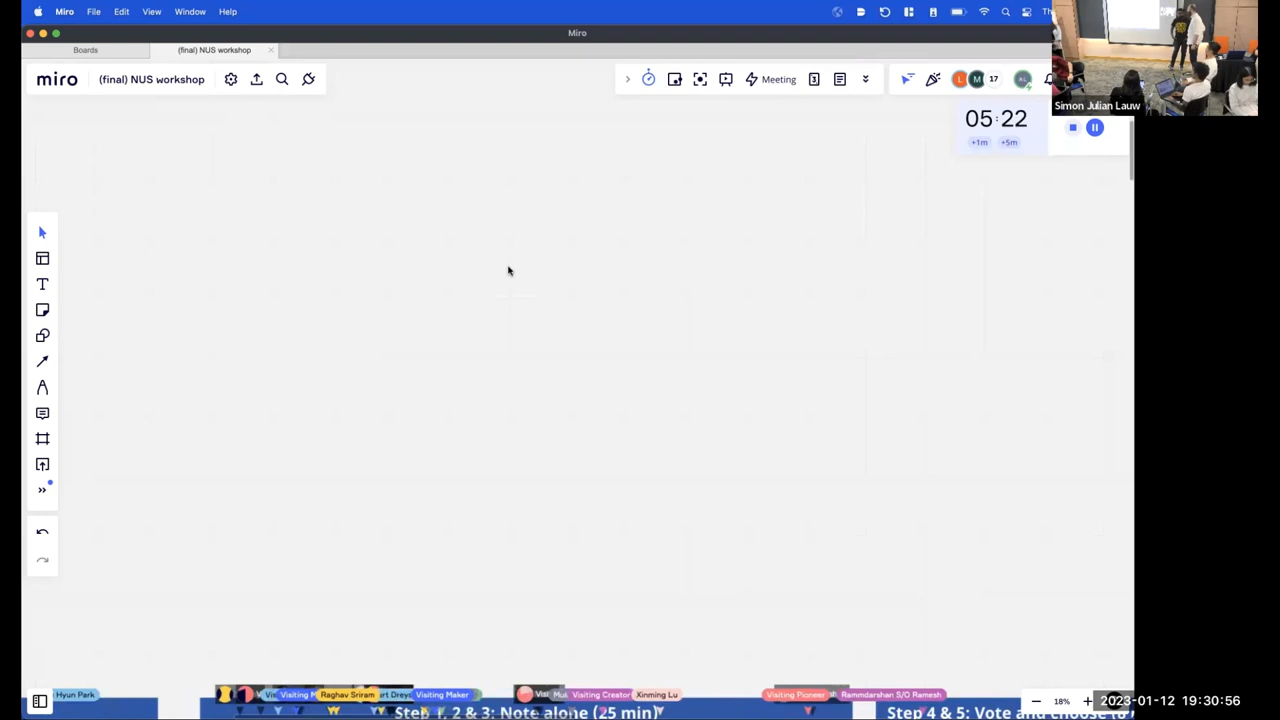 Miro File Edit View Window Help
Miro
Boards
(final) NUS workshop
miro (final) NUS workshop
Meeting
L M 17
Simon Julian Lauw
05:22
+1m +5m
Hyun Park
Visiting Maker
Raghav Sriram
Visiting Creator
Xinming Lu
Visiting Pioneer
Rammdarshan S/O Ramesh
Step 1, 2 & 3: Note alone (25 min)
Step 4 & 5: Vote and
18%
2023-01-12 19:30:56